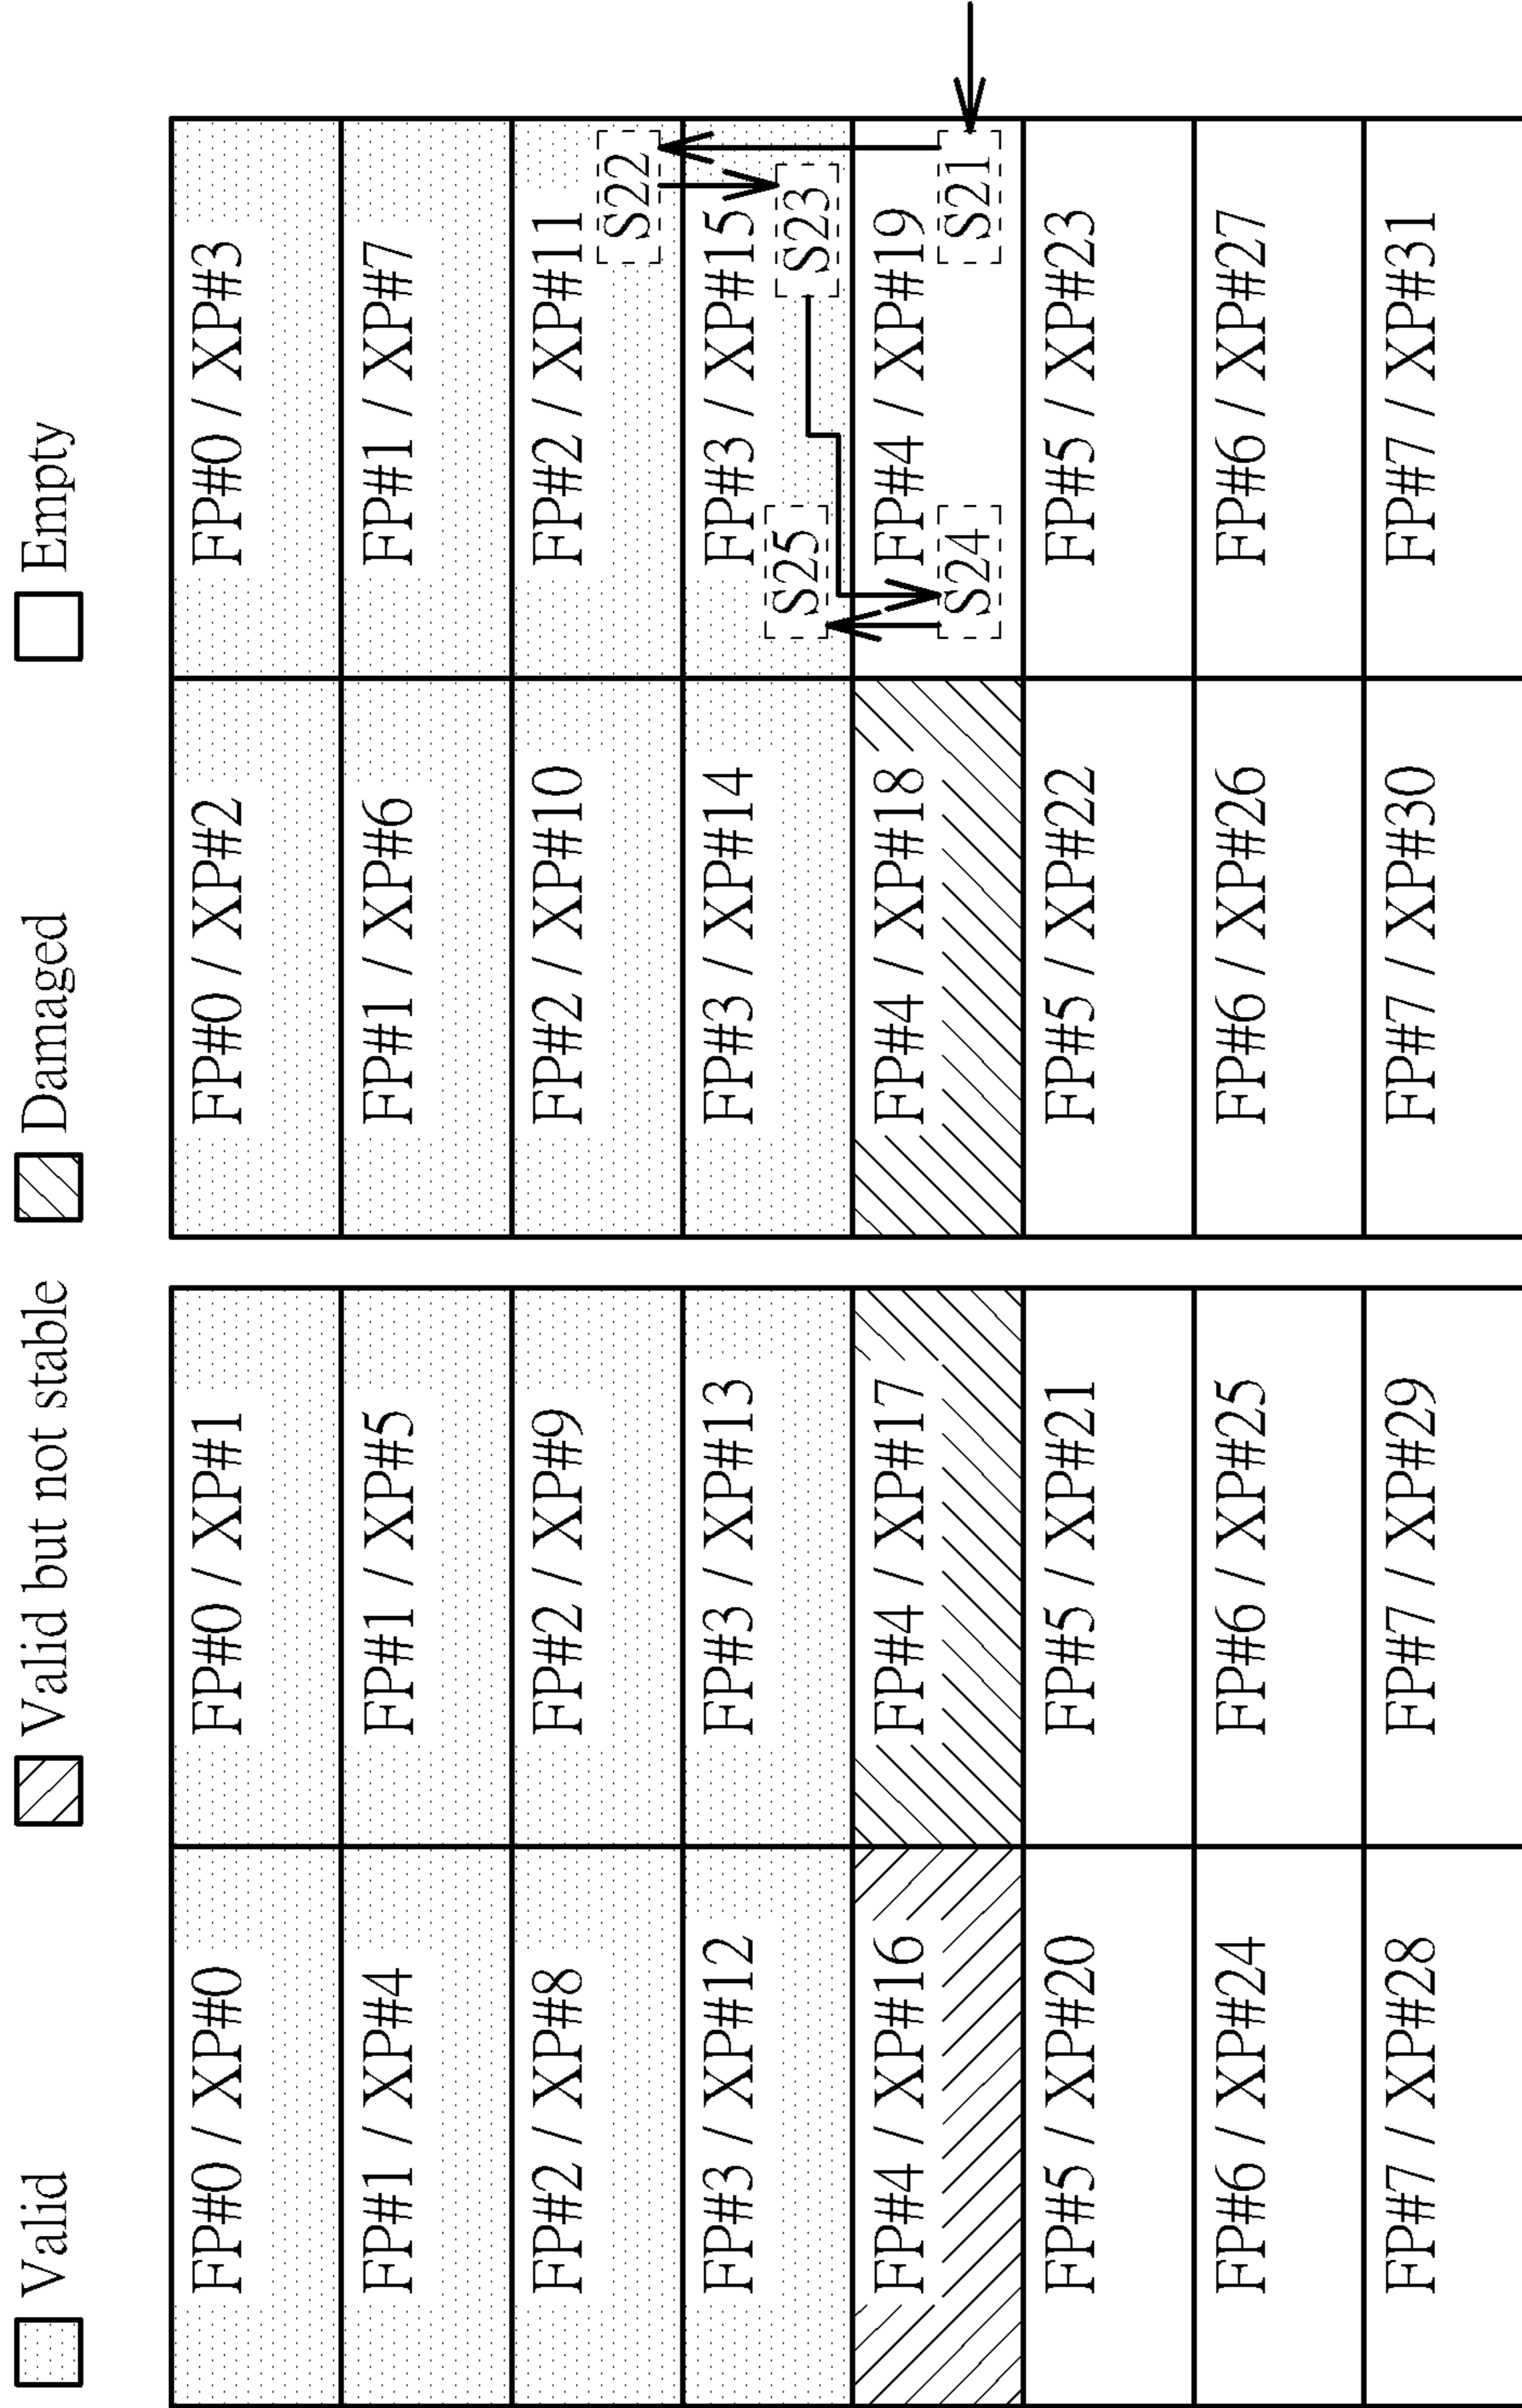 Valid Valid but not stable Damaged Empty
FP#0 / XP#0 FP#0 / XP#1 FP#0 / XP#2 FP#0 / XP#3
FP#1 / XP#4 FP#1 / XP#5 FP#1 / XP#6 FP#1 / XP#7
FP#2 / XP#8 FP#2 / XP#9 FP#2 / XP#10 FP#2 / XP#11
S22
FP#3 / XP#12 FP#3 / XP#13 FP#3 / XP#14 FP#3 / XP#15
S25 S23
FP#4 / XP#16 FP#4 / XP#17 FP#4 / XP#18 FP#4 / XP#19
S24 S21
FP#5 / XP#20 FP#5 / XP#21 FP#5 / XP#22 FP#5 / XP#23
FP#6 / XP#24 FP#6 / XP#25 FP#6 / XP#26 FP#6 / XP#27
FP#7 / XP#28 FP#7 / XP#29 FP#7 / XP#30 FP#7 / XP#31